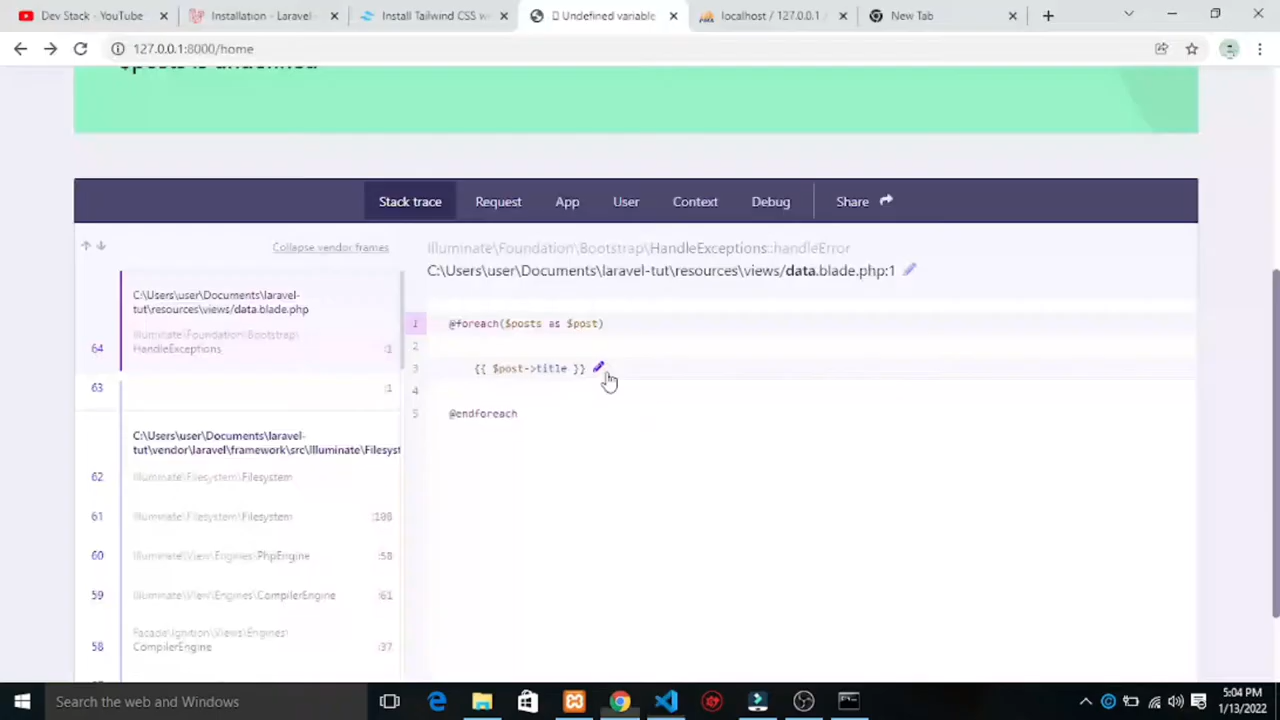 Dev Stack - YouTube
Installation - Laravel -
Install Tailwind CSS w
Undefined variable
localhost / 127.0.0.1
New Tab
127.0.0.1:8000/home
$posts is undefined
Stack trace
Request
App
User
Context
Debug
Share
Collapse vendor frames
Illuminate\Foundation\Bootstrap\HandleExceptions::handleError
C:\Users\user\Documents\laravel-tut\resources\views/data.blade.php:1
C:\Users\user\Documents\laravel-
tut\resources\views/data.blade.php
Illuminate\Foundation\Bootstrap\
64 HandleExceptions :1
63 :1
C:\Users\user\Documents\laravel-
tut\vendor\laravel\framework\src\Illuminate\Filesyst
62 Illuminate\Filesystem\Filesystem
61 Illuminate\Filesystem\Filesystem :108
60 Illuminate\View\Engines\PhpEngine :58
59 Illuminate\View\Engines\CompilerEngine :61
Facade\Ignition\Views\Engines\
58 CompilerEngine :37
1 @foreach($posts as $post)
2
3 {{ $post->title }}
4
5 @endforeach
Search the web and Windows
5:04 PM
1/13/2022